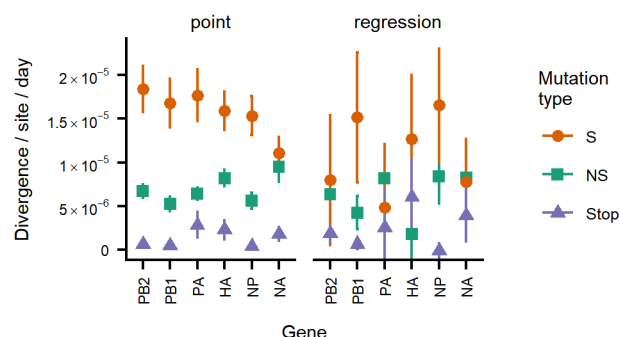 point regression
Divergence / site / day
2 × 10⁻⁵
1.5 × 10⁻⁵
1 × 10⁻⁵
5 × 10⁻⁶
0
PB2 PB1 PA HA NP NA
PB2 PB1 PA HA NP NA
Gene
Mutation
type
S
NS
Stop